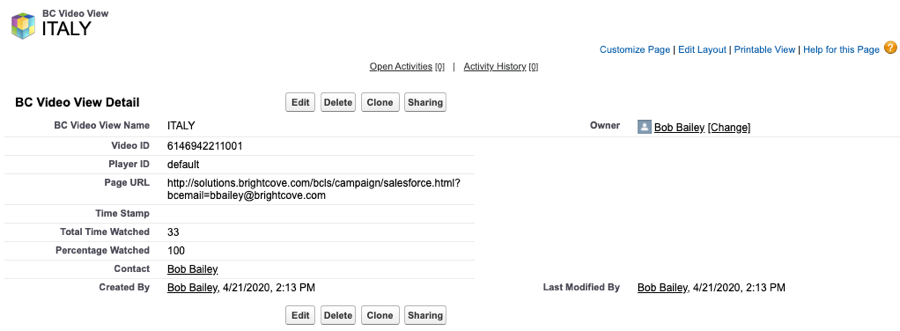 BC Video View
ITALY
Customize Page | Edit Layout | Printable View | Help for this Page ?
Open Activities [0] | Activity History [0]
BC Video View Detail Edit Delete Clone Sharing
BC Video View Name ITALY Owner Bob Bailey [Change]
Video ID 6146942211001
Player ID default
Page URL http://solutions.brightcove.com/bcls/campaign/salesforce.html?
bcemail=bbailey@brightcove.com
Time Stamp
Total Time Watched 33
Percentage Watched 100
Contact Bob Bailey
Created By Bob Bailey, 4/21/2020, 2:13 PM Last Modified By Bob Bailey, 4/21/2020, 2:13 PM
Edit Delete Clone Sharing